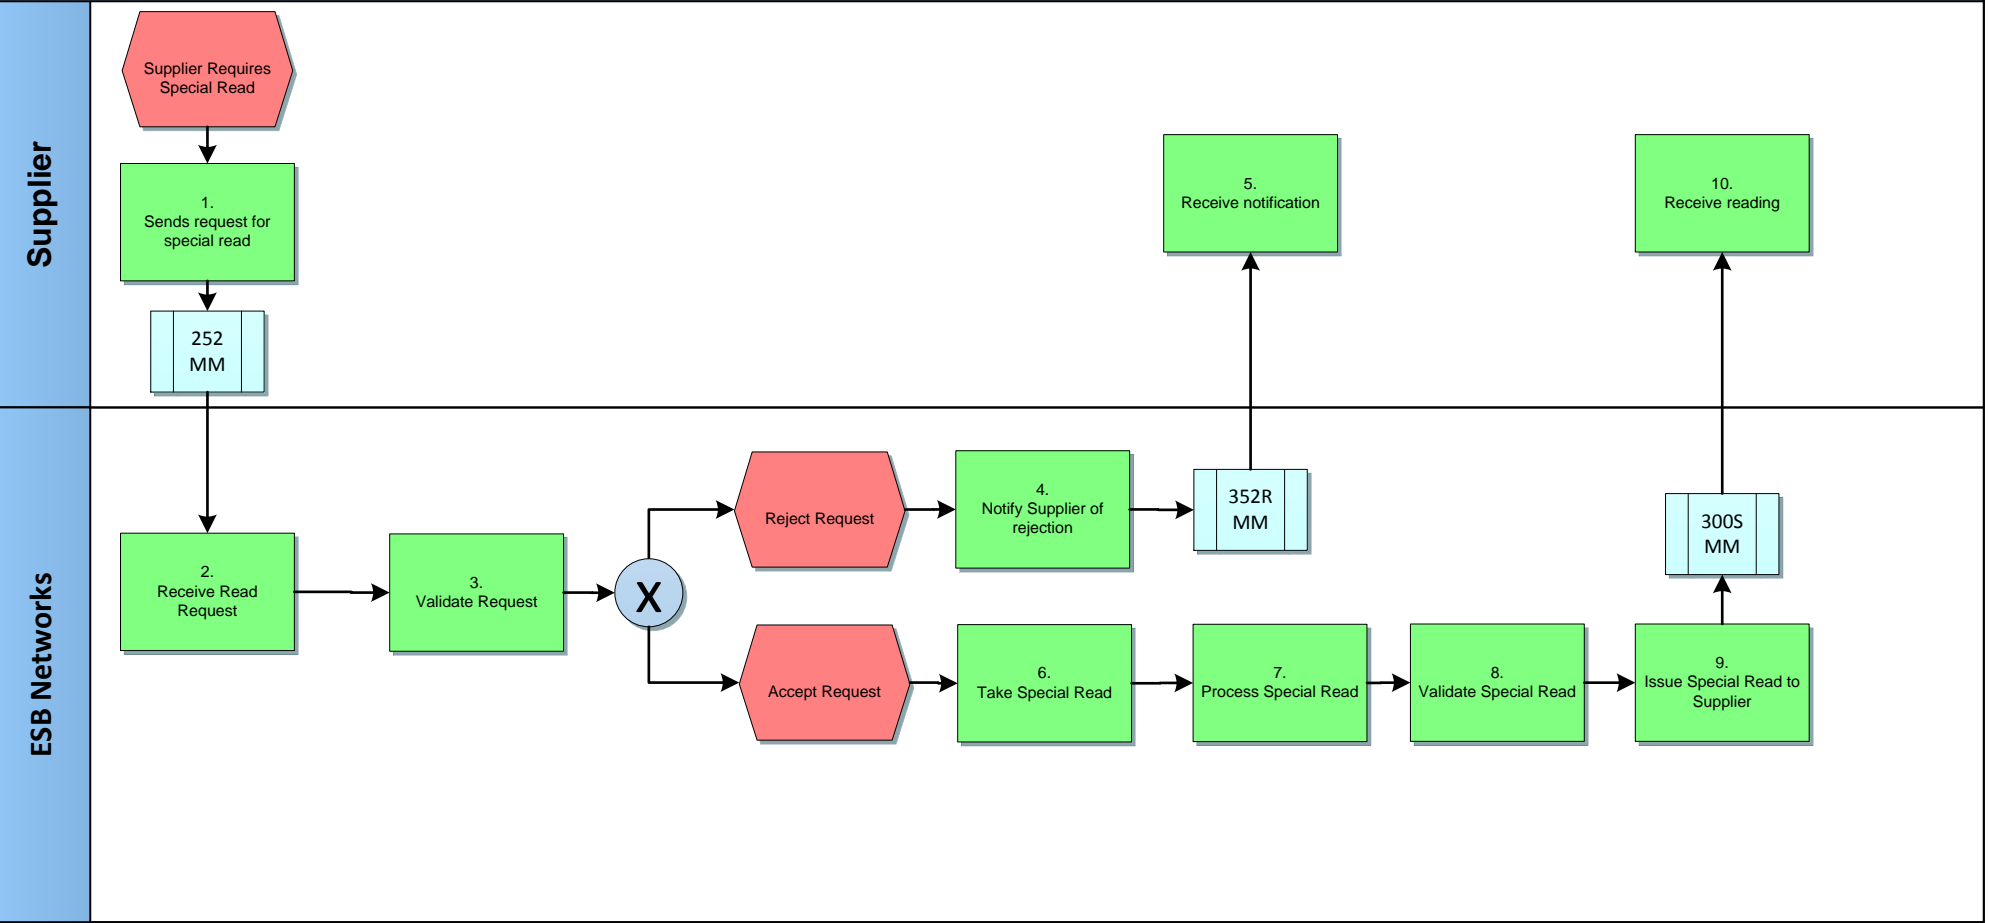 Supplier
Supplier Requires
Special Read
1.
Sends request for
special read
252
MM
5.
Receive notification
10.
Receive reading
ESB Networks
2.
Receive Read
Request
3.
Validate Request
X
Reject Request
4.
Notify Supplier of
rejection
352R
MM
300S
MM
Accept Request
6.
Take Special Read
7.
Process Special Read
8.
Validate Special Read
9.
Issue Special Read to
Supplier